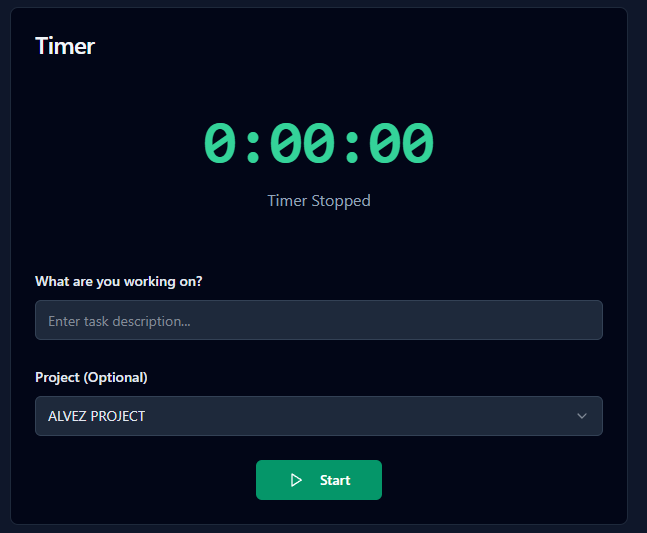 Timer
0:00:00
Timer Stopped
What are you working on?
Enter task description...
Project (Optional)
ALVEZ PROJECT
Start